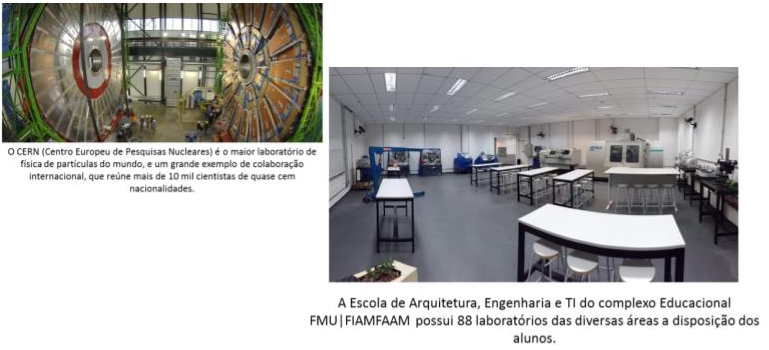 O CERN (Centro Europeu de Pesquisas Nucleares) é o maior laboratório de
física de partículas do mundo, e um grande exemplo de colaboração
internacional, que reúne mais de 10 mil cientistas de quase cem
nacionalidades.
A Escola de Arquitetura, Engenharia e TI do complexo Educacional
FMU|FIAMFAAM possui 88 laboratórios das diversas áreas a disposição dos
alunos.